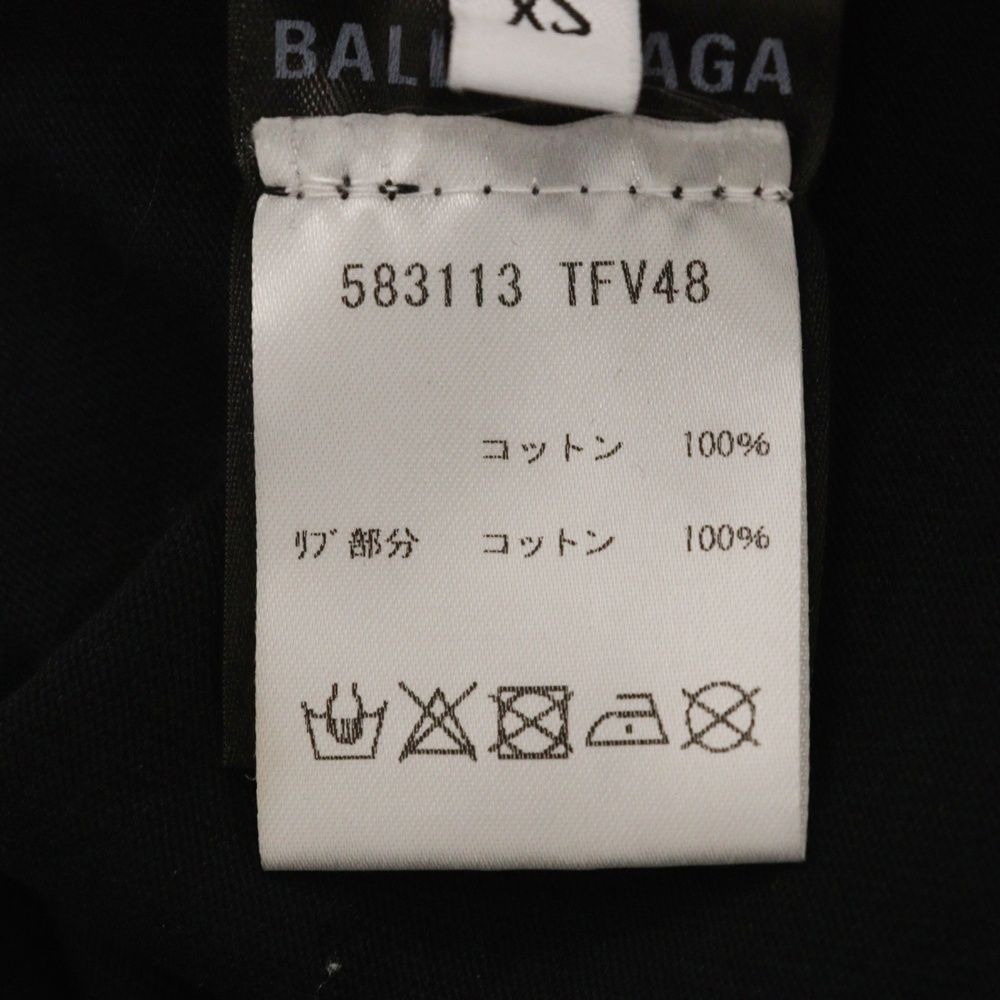 XS
BAL AGA
583113 TFV48
コットン 100%
ﾘﾌﾞ 部分 コットン 100%